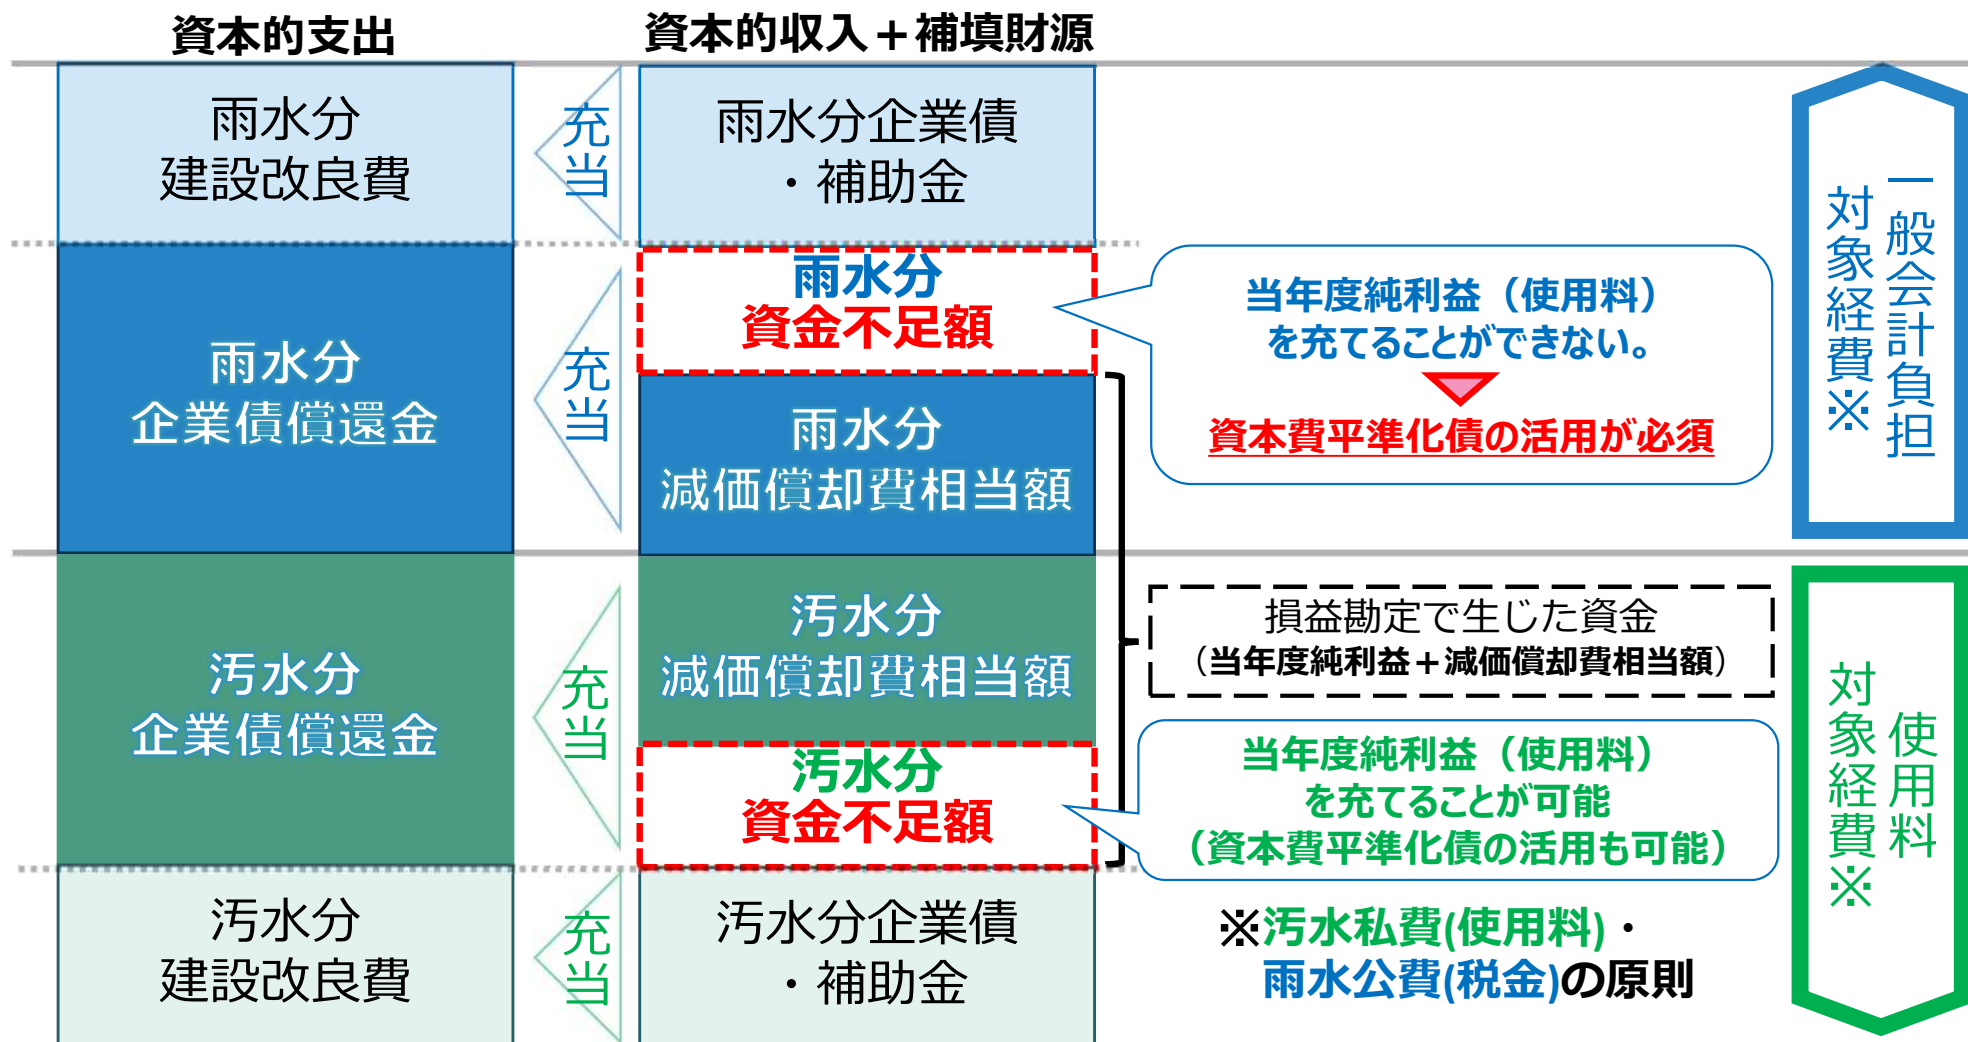 資本的支出
資本的収入＋補填財源
雨水分
建設改良費
充当
雨水分企業債
・補助金
雨水分
企業債償還金
充当
雨水分
資金不足額
雨水分
減価償却費相当額
当年度純利益（使用料）
を充てることができない。
資本費平準化債の活用が必須
一般会計負担
対象経費※
汚水分
企業債償還金
充当
汚水分
減価償却費相当額
汚水分
資金不足額
損益勘定で生じた資金
（当年度純利益＋減価償却費相当額）
当年度純利益（使用料）
を充てることが可能
（資本費平準化債の活用も可能）
使用料
対象経費※
汚水分
建設改良費
充当
汚水分企業債
・補助金
※汚水私費(使用料)・
雨水公費(税金)の原則